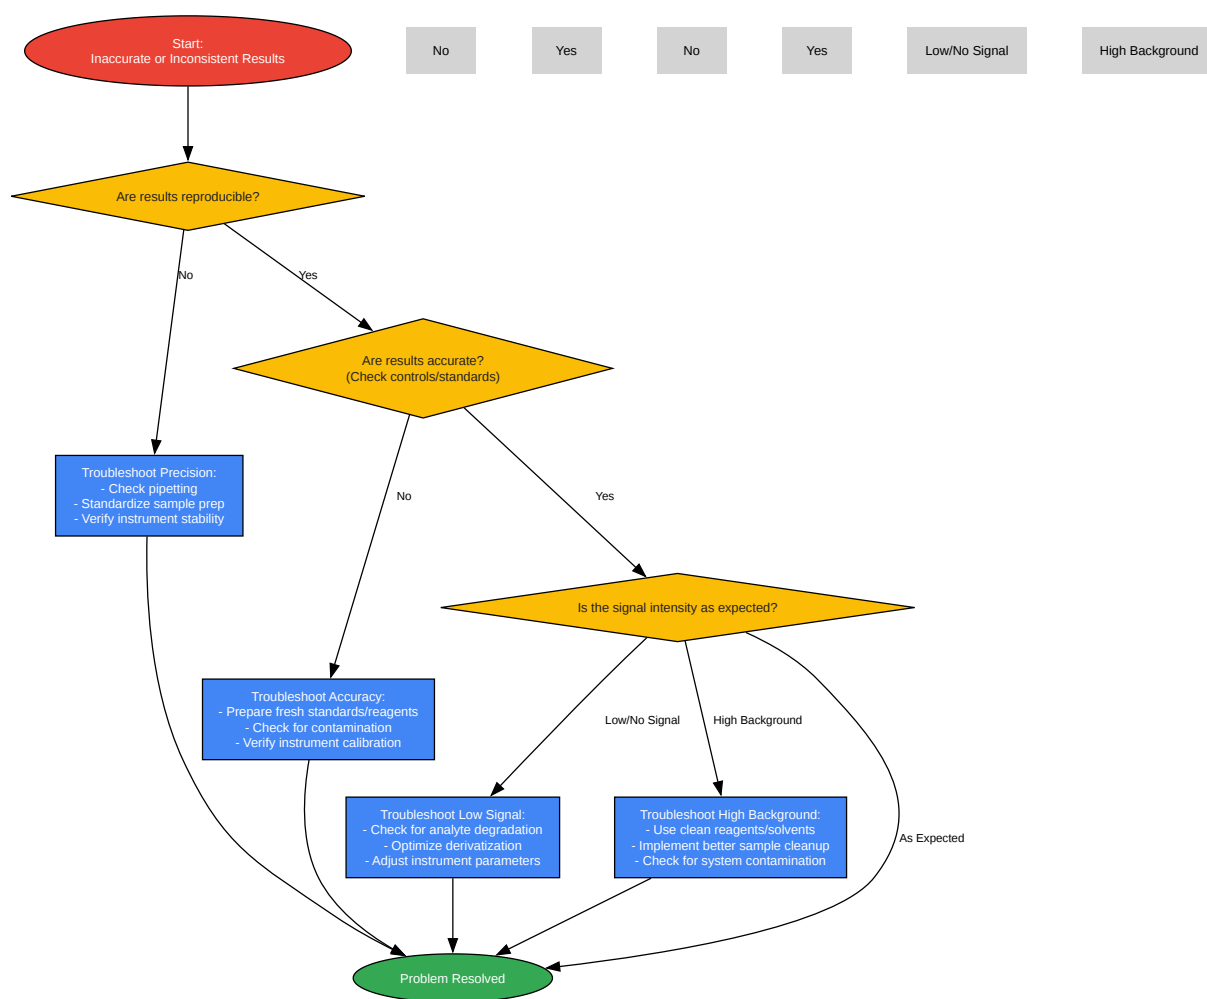 Start:
Inaccurate or Inconsistent Results
No
Yes
No
Yes
Low/No Signal
High Background
Are results reproducible?
No
Yes
Are results accurate?
(Check controls/standards)
Troubleshoot Precision:
- Check pipetting
- Standardize sample prep
- Verify instrument stability
No
Yes
Is the signal intensity as expected?
Troubleshoot Accuracy:
- Prepare fresh standards/reagents
- Check for contamination
- Verify instrument calibration
Low/No Signal
High Background
Troubleshoot Low Signal:
- Check for analyte degradation
- Optimize derivatization
- Adjust instrument parameters
Troubleshoot High Background:
- Use clean reagents/solvents
- Implement better sample cleanup
- Check for system contamination
As Expected
Problem Resolved